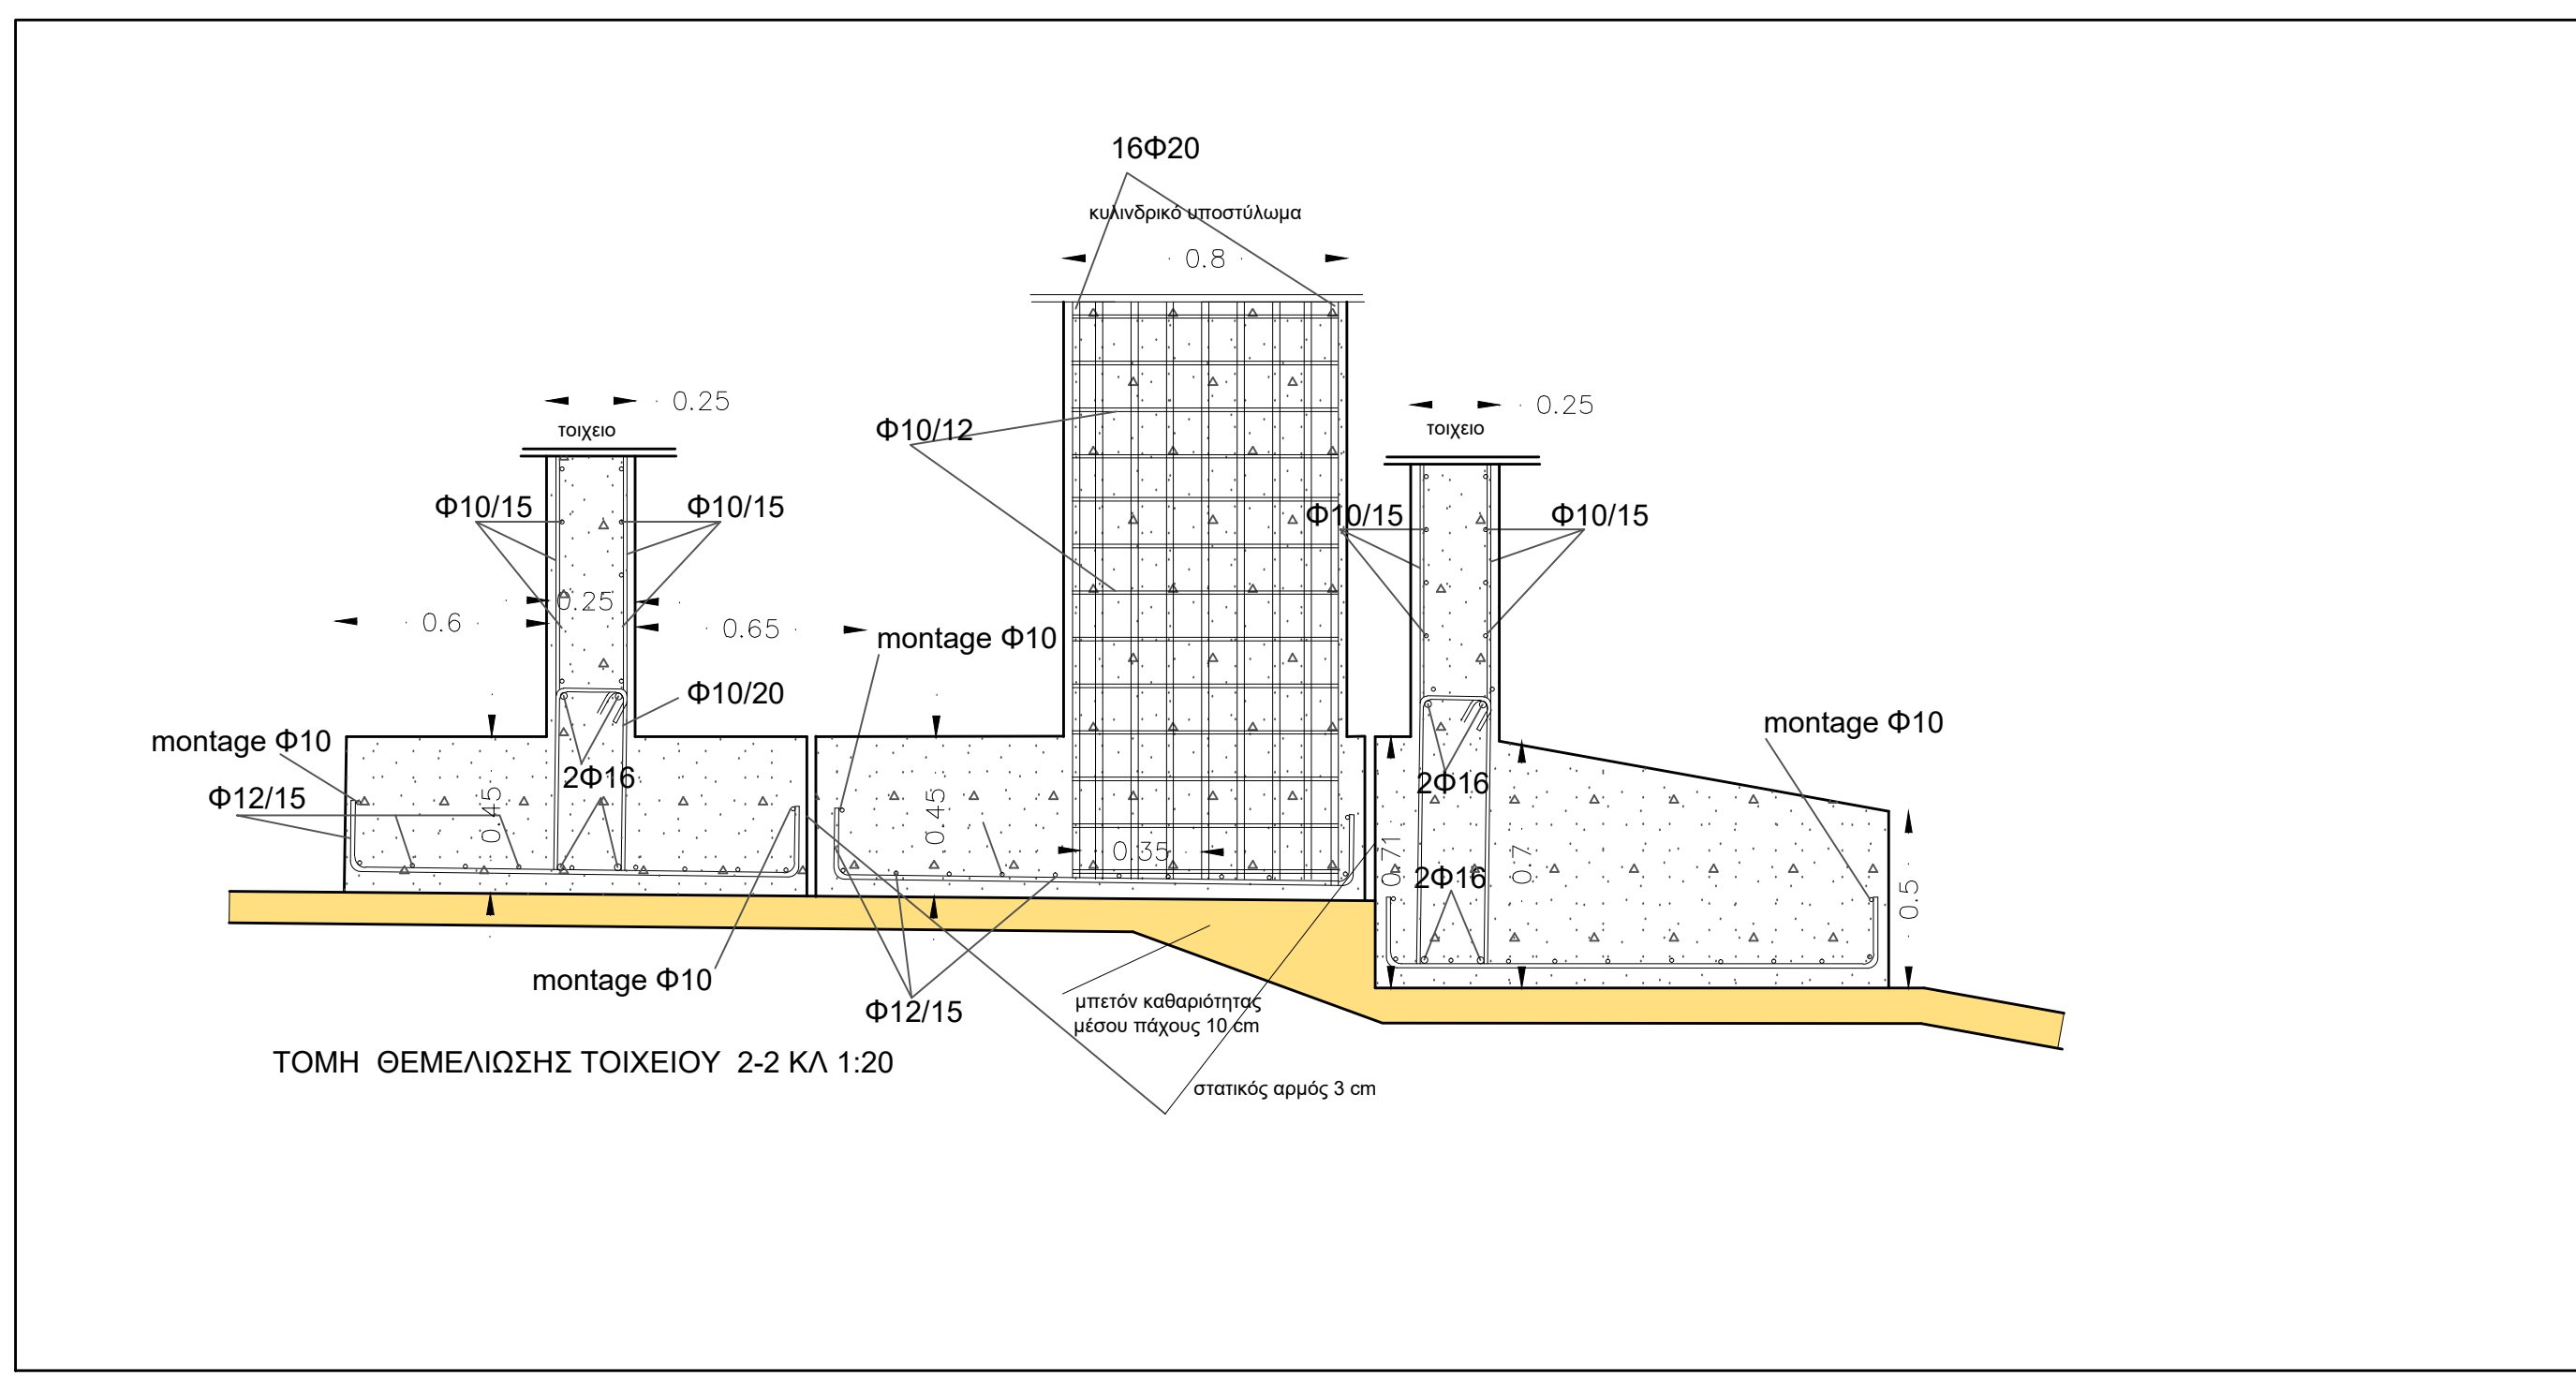 16Φ20
κυλινδρικό υποστύλωμα
0.8
0.25
0.25
τοιχειο
τοιχειο
Φ10/12
Φ10/15
Φ10/15
Φ10/15
Φ10/15
0.25
0.6
0.65
montage Φ10
Φ10/20
montage Φ10
montage Φ10
2Φ16
2Φ16
Φ12/15
0.45
0.45
0.35
0.71
0.7
2Φ16
0.5
montage Φ10
Φ12/15
μπετόν καθαριότητας
μέσου πάχους 10 cm
ΤΟΜΗ ΘΕΜΕΛΙΩΣΗΣ ΤΟΙΧΕΙΟΥ 2-2 ΚΛ 1:20
στατικός αρμός 3 cm